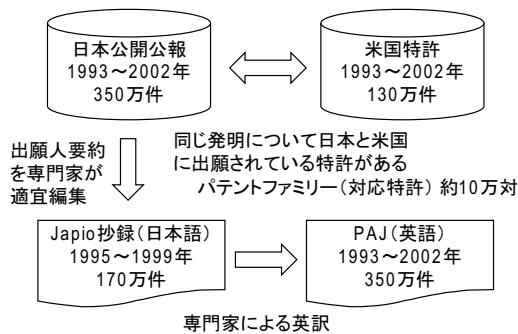 日本公開公報
1993～2002年
350万件
米国特許
1993～2002年
130万件
出願人要約
を専門家が
適宜編集
同じ発明について日本と米国
に出願されている特許がある
パテントファミリー（対応特許）約10万対
Japio抄録（日本語）
1995～1999年
170万件
PAJ（英語）
1993～2002年
350万件
専門家による英訳